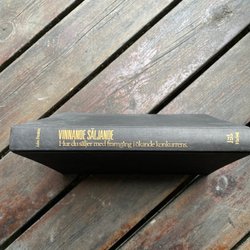 VINNANDE SÄLJANDE
Hur du säljer med framgång i ökande konkurrens.